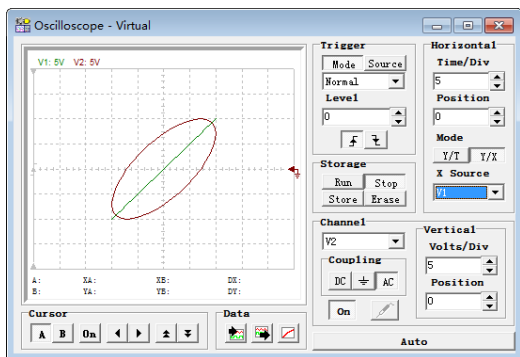 Oscilloscope - Virtual
V1: 5V V2: 5V
A: XA: XB: DX:
B: YA: YB: DY:
Cursor
A B On
Data
Trigger
Mode Source
Normal
Level
0
Storage
Run Stop
Store Erase
Channel
V2
Coupling
DC AC
On
Horizontal
Time/Div
5
Position
0
Mode
Y/T Y/X
X Source
V1
Vertical
Volts/Div
5
Position
0
Auto